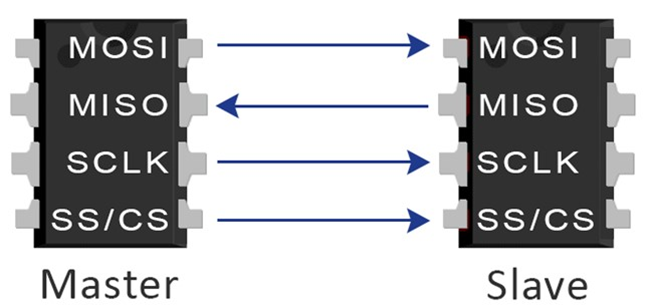 MOSI MOSI
MISO MISO
SCLK SCLK
SS/CS SS/CS
Master Slave